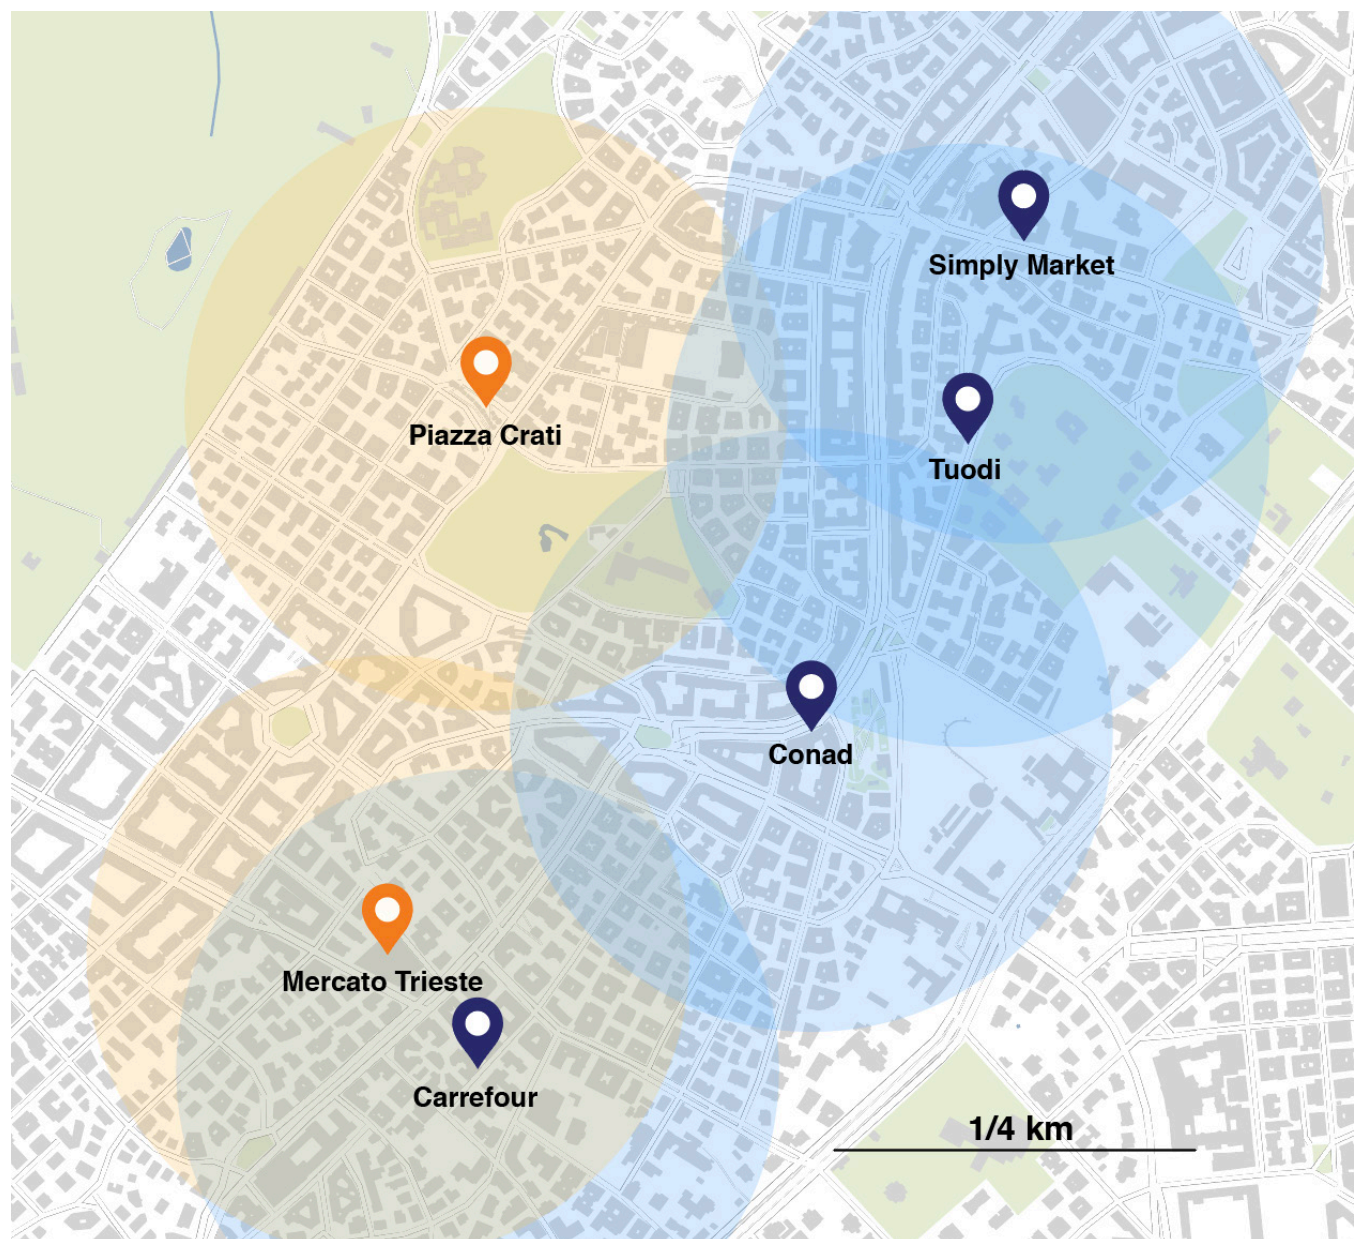 Simply Market
Piazza Crati
Tuodi
Conad
Mercato Trieste
Carrefour
1/4 km